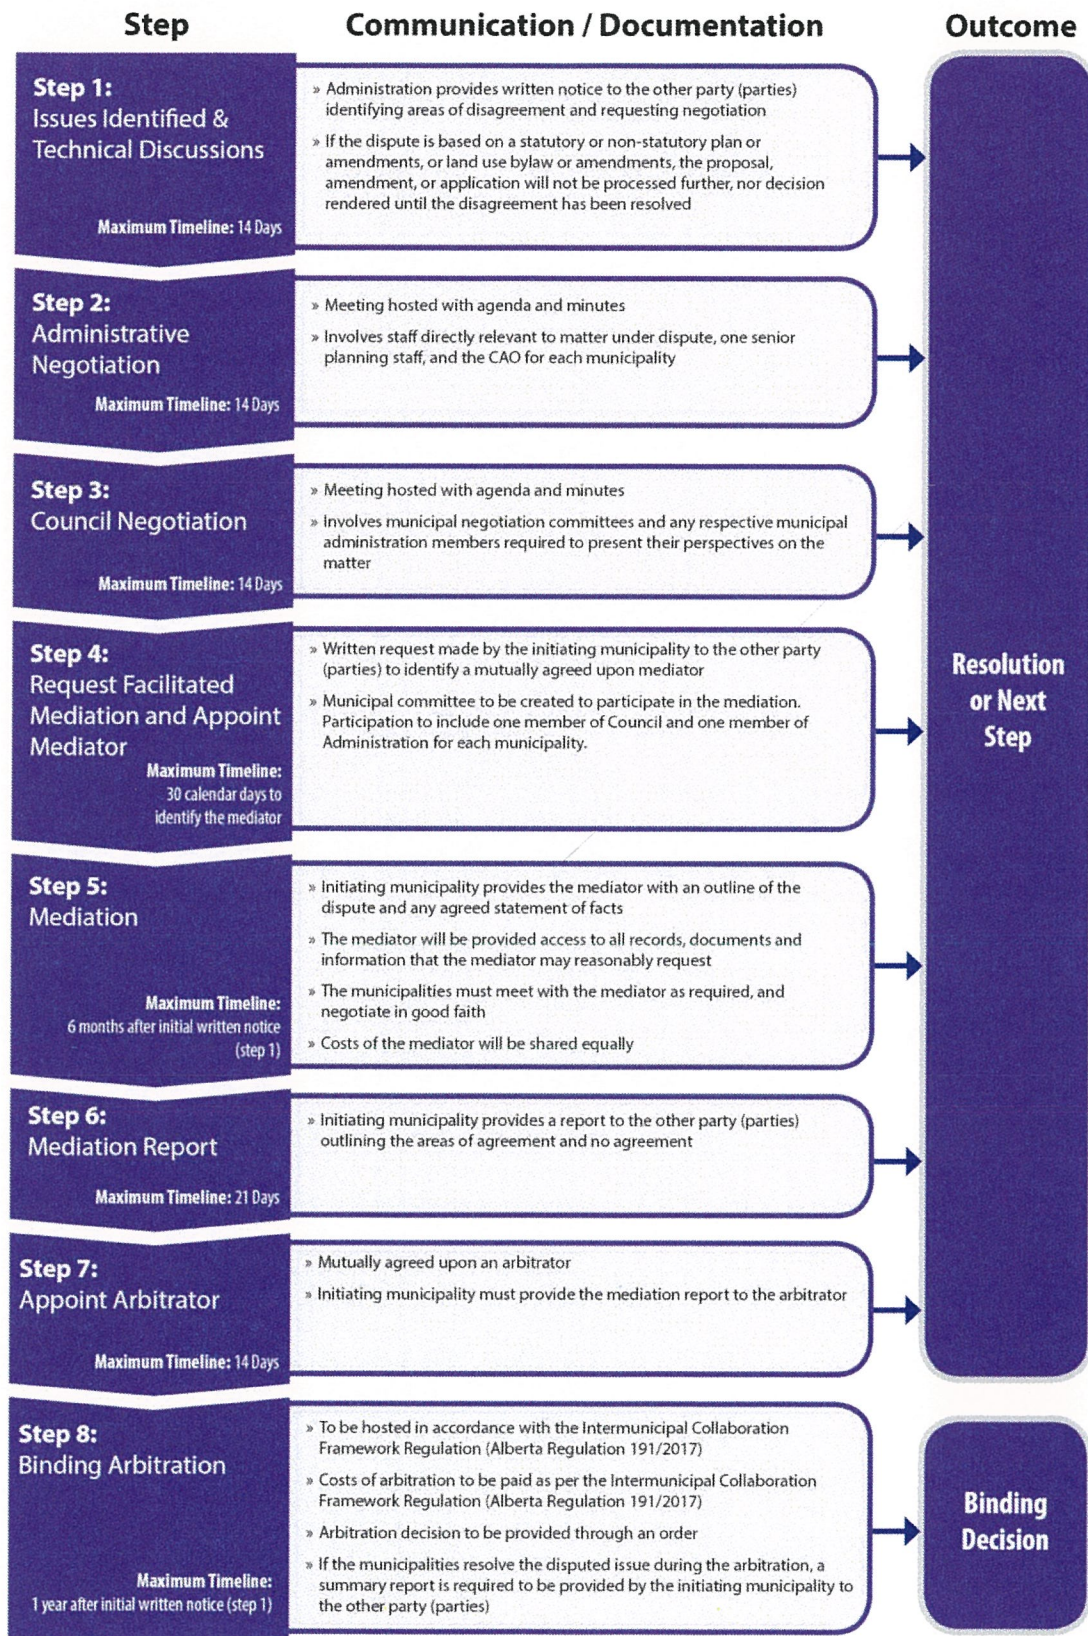 Step
Communication / Documentation
Outcome
Step 1:
Issues Identified &
Technical Discussions
Maximum Timeline: 14 Days
» Administration provides written notice to the other party (parties)
identifying areas of disagreement and requesting negotiation
» If the dispute is based on a statutory or non-statutory plan or
amendments, or land use bylaw or amendments, the proposal,
amendment, or application will not be processed further, nor decision
rendered until the disagreement has been resolved
Step 2:
Administrative
Negotiation
Maximum Timeline: 14 Days
» Meeting hosted with agenda and minutes
» Involves staff directly relevant to matter under dispute, one senior
planning staff, and the CAO for each municipality
Step 3:
Council Negotiation
Maximum Timeline: 14 Days
» Meeting hosted with agenda and minutes
» Involves municipal negotiation committees and any respective municipal
administration members required to present their perspectives on the
matter
Step 4:
Request Facilitated
Mediation and Appoint
Mediator
Maximum Timeline:
30 calendar days to
identify the mediator
» Written request made by the initiating municipality to the other party
(parties) to identify a mutually agreed upon mediator
» Municipal committee to be created to participate in the mediation.
Participation to include one member of Council and one member of
Administration for each municipality.
Step 5:
Mediation
Maximum Timeline:
6 months after initial written notice
(step 1)
» Initiating municipality provides the mediator with an outline of the
dispute and any agreed statement of facts
» The mediator will be provided access to all records, documents and
information that the mediator may reasonably request
» The municipalities must meet with the mediator as required, and
negotiate in good faith
» Costs of the mediator will be shared equally
Step 6:
Mediation Report
Maximum Timeline: 21 Days
» Initiating municipality provides a report to the other party (parties)
outlining the areas of agreement and no agreement
Step 7:
Appoint Arbitrator
Maximum Timeline: 14 Days
» Mutually agreed upon an arbitrator
» Initiating municipality must provide the mediation report to the arbitrator
Resolution
or Next
Step
Step 8:
Binding Arbitration
Maximum Timeline:
1 year after initial written notice (step 1)
» To be hosted in accordance with the Intermunicipal Collaboration
Framework Regulation (Alberta Regulation 191/2017)
» Costs of arbitration to be paid as per the Intermunicipal Collaboration
Framework Regulation (Alberta Regulation 191/2017)
» Arbitration decision to be provided through an order
» If the municipalities resolve the disputed issue during the arbitration, a
summary report is required to be provided by the initiating municipality to
the other party (parties)
Binding
Decision